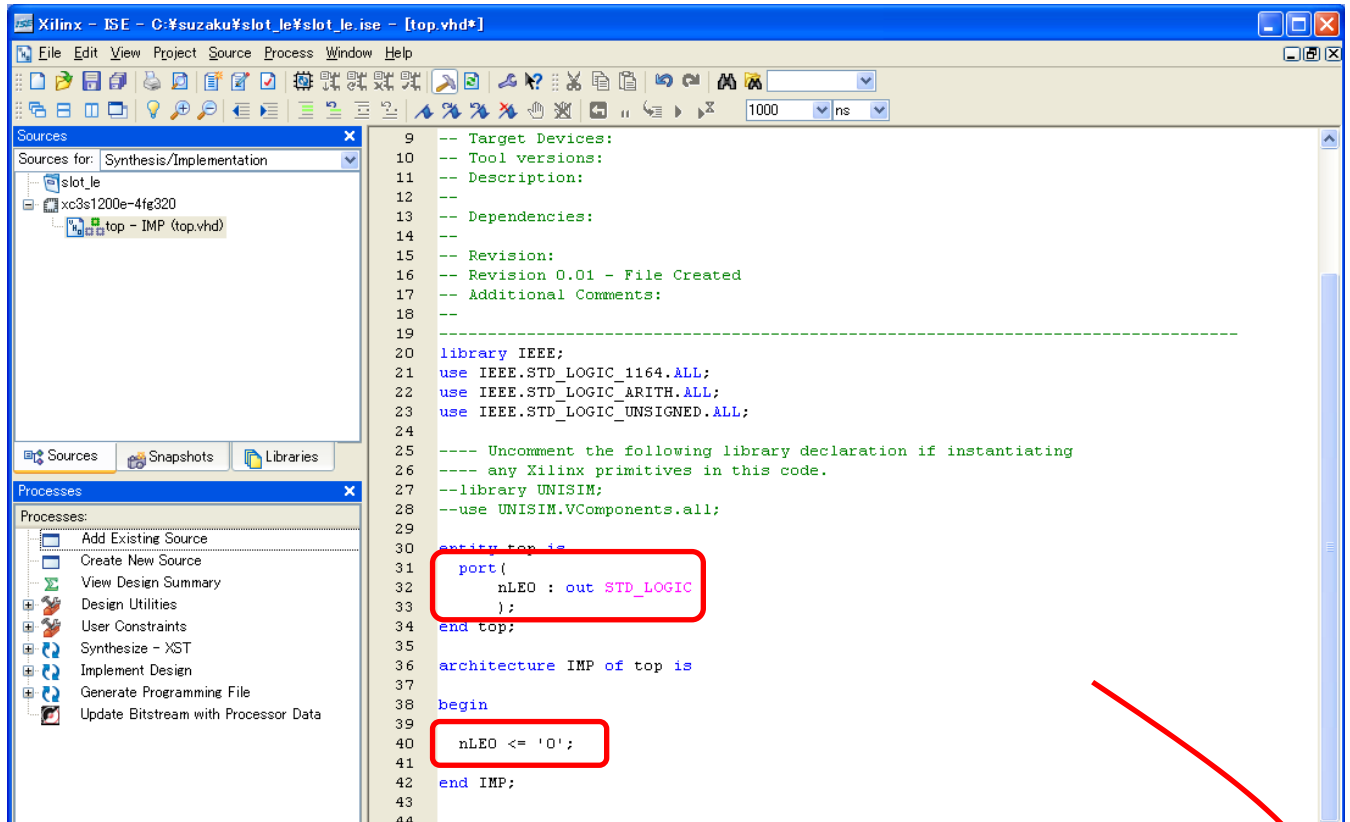 Xilinx - ISE - C:¥suzaku¥slot_le¥slot_le.ise - [top.vhd*]
File Edit View Project Source Process Window Help
1000 ns
Sources
Sources for: Synthesis/Implementation
slot_le
xc3s1200e-4fg320
top - IMP (top.vhd)
Sources Snapshots Libraries
Processes
Processes:
Add Existing Source
Create New Source
View Design Summary
Design Utilities
User Constraints
Synthesize - XST
Implement Design
Generate Programming File
Update Bitstream with Processor Data
9 -- Target Devices:
10 -- Tool versions:
11 -- Description:
12 --
13 -- Dependencies:
14 --
15 -- Revision:
16 -- Revision 0.01 - File Created
17 -- Additional Comments:
18 --
19 ----------------------------------------------------------------------------------
20 library IEEE;
21 use IEEE.STD_LOGIC_1164.ALL;
22 use IEEE.STD_LOGIC_ARITH.ALL;
23 use IEEE.STD_LOGIC_UNSIGNED.ALL;
24
25 ---- Uncomment the following library declaration if instantiating
26 ---- any Xilinx primitives in this code.
27 --library UNISIM;
28 --use UNISIM.VComponents.all;
29
30 entity top is
31 port(
32 nLE0 : out STD_LOGIC
33 );
34 end top;
35
36 architecture IMP of top is
37
38 begin
39
40 nLE0 <= '0';
41
42 end IMP;
43
44